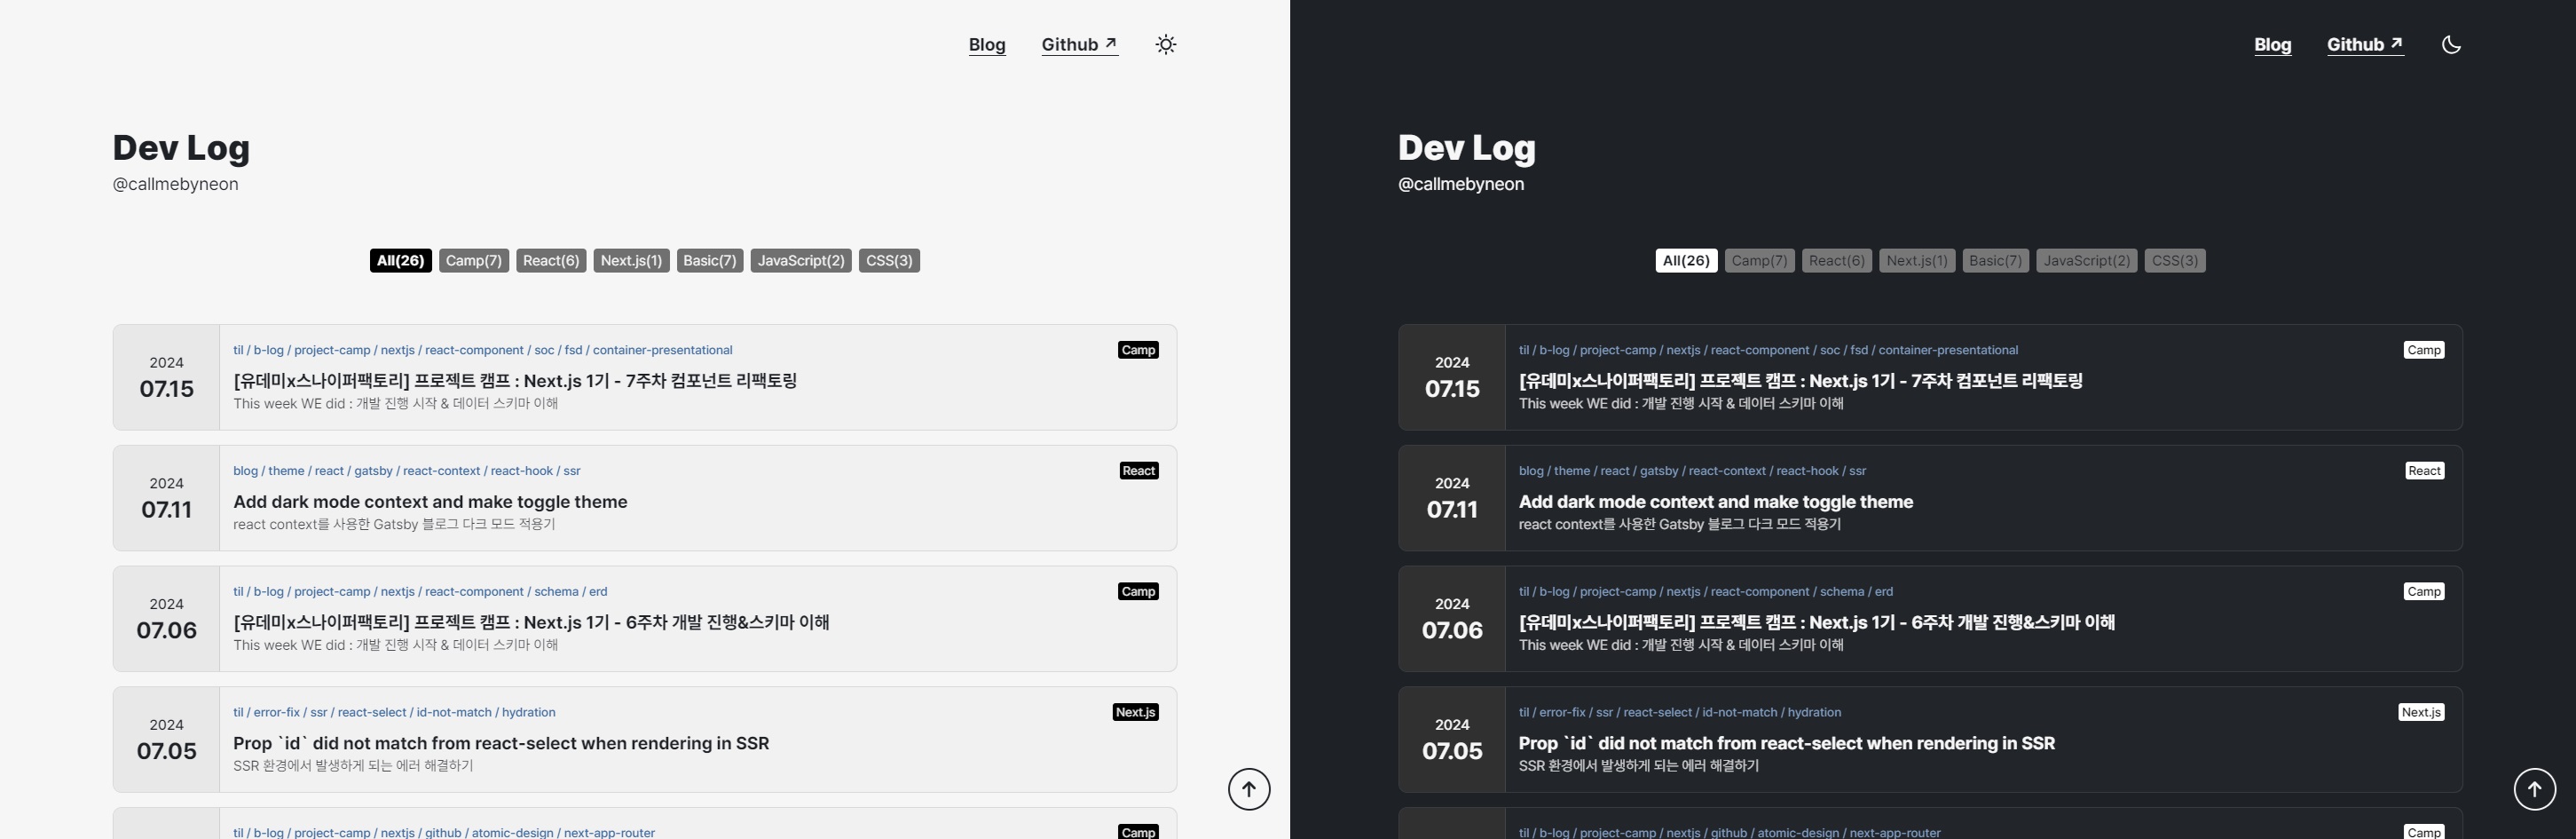 Blog Github ↗
Dev Log
@callmebyneon
All(26) Camp(7) React(6) Next.js(1) Basic(7) JavaScript(2) CSS(3)
2024
07.15
til / b-log / project-camp / nextjs / react-component / soc / fsd / container-presentational
Camp
[유데미x스나이퍼팩토리] 프로젝트 캠프 : Next.js 1기 - 7주차 컴포넌트 리팩토링
This week WE did : 개발 진행 시작 & 데이터 스키마 이해
2024
07.11
blog / theme / react / gatsby / react-context / react-hook / ssr
React
Add dark mode context and make toggle theme
react context를 사용한 Gatsby 블로그 다크 모드 적용기
2024
07.06
til / b-log / project-camp / nextjs / react-component / schema / erd
Camp
[유데미x스나이퍼팩토리] 프로젝트 캠프 : Next.js 1기 - 6주차 개발 진행&스키마 이해
This week WE did : 개발 진행 시작 & 데이터 스키마 이해
2024
07.05
til / error-fix / ssr / react-select / id-not-match / hydration
Next.js
Prop `id` did not match from react-select when rendering in SSR
SSR 환경에서 발생하게 되는 에러 해결하기
til / b-log / project-camp / nextjs / github / atomic-design / next-app-router
Camp
Blog Github ↗
Dev Log
@callmebyneon
All(26) Camp(7) React(6) Next.js(1) Basic(7) JavaScript(2) CSS(3)
2024
07.15
til / b-log / project-camp / nextjs / react-component / soc / fsd / container-presentational
Camp
[유데미x스나이퍼팩토리] 프로젝트 캠프 : Next.js 1기 - 7주차 컴포넌트 리팩토링
This week WE did : 개발 진행 시작 & 데이터 스키마 이해
2024
07.11
blog / theme / react / gatsby / react-context / react-hook / ssr
React
Add dark mode context and make toggle theme
react context를 사용한 Gatsby 블로그 다크 모드 적용기
2024
07.06
til / b-log / project-camp / nextjs / react-component / schema / erd
Camp
[유데미x스나이퍼팩토리] 프로젝트 캠프 : Next.js 1기 - 6주차 개발 진행&스키마 이해
This week WE did : 개발 진행 시작 & 데이터 스키마 이해
2024
07.05
til / error-fix / ssr / react-select / id-not-match / hydration
Next.js
Prop `id` did not match from react-select when rendering in SSR
SSR 환경에서 발생하게 되는 에러 해결하기
til / b-log / project-camp / nextjs / github / atomic-design / next-app-router
Camp